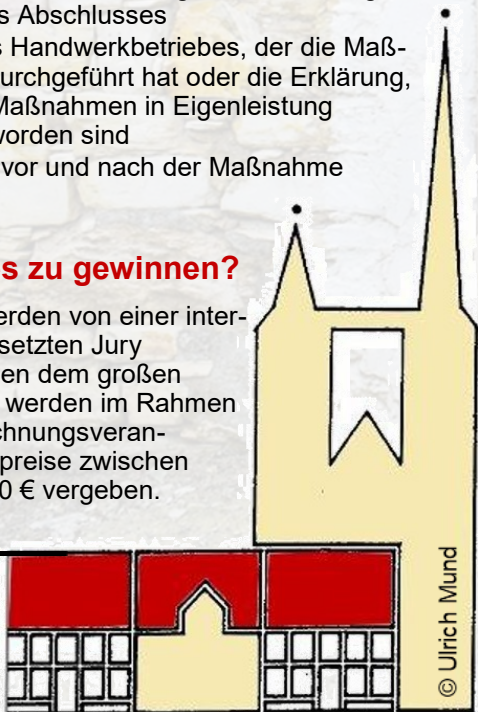 s Abschlusses
s Handwerkbetriebes, der die Maß-
urchgeführt hat oder die Erklärung,
Maßnahmen in Eigenleistung
worden sind
vor und nach der Maßnahme
s zu gewinnen?
erden von einer inter-
setzten Jury
en dem großen
werden im Rahmen
chnungsveran-
preise zwischen
0 € vergeben.
© Ulrich Mund